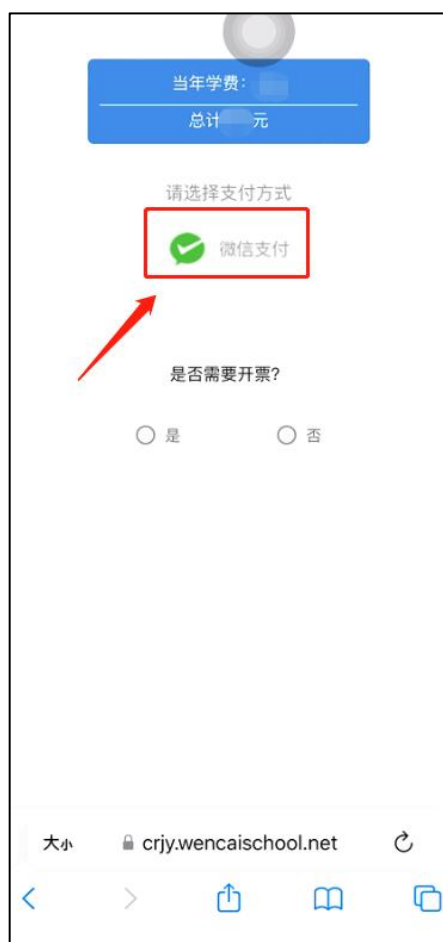 当年学费：
总计 元
请选择支付方式
微信支付
是否需要开票？
是 否
大小 crjy.wencaischool.net